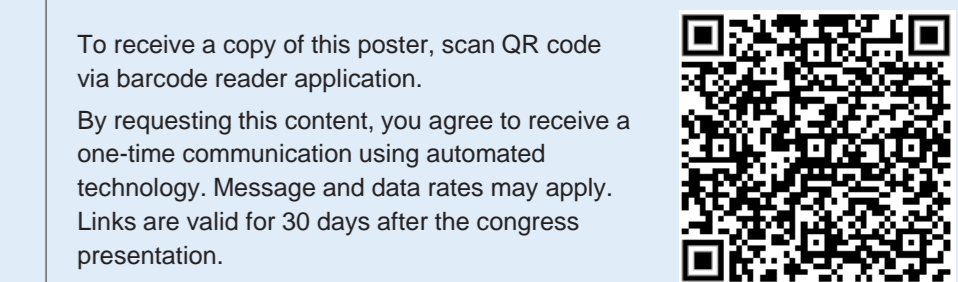 To receive a copy of this poster, scan QR code
via barcode reader application.
By requesting this content, you agree to receive a
one-time communication using automated
technology. Message and data rates may apply.
Links are valid for 30 days after the congress
presentation.